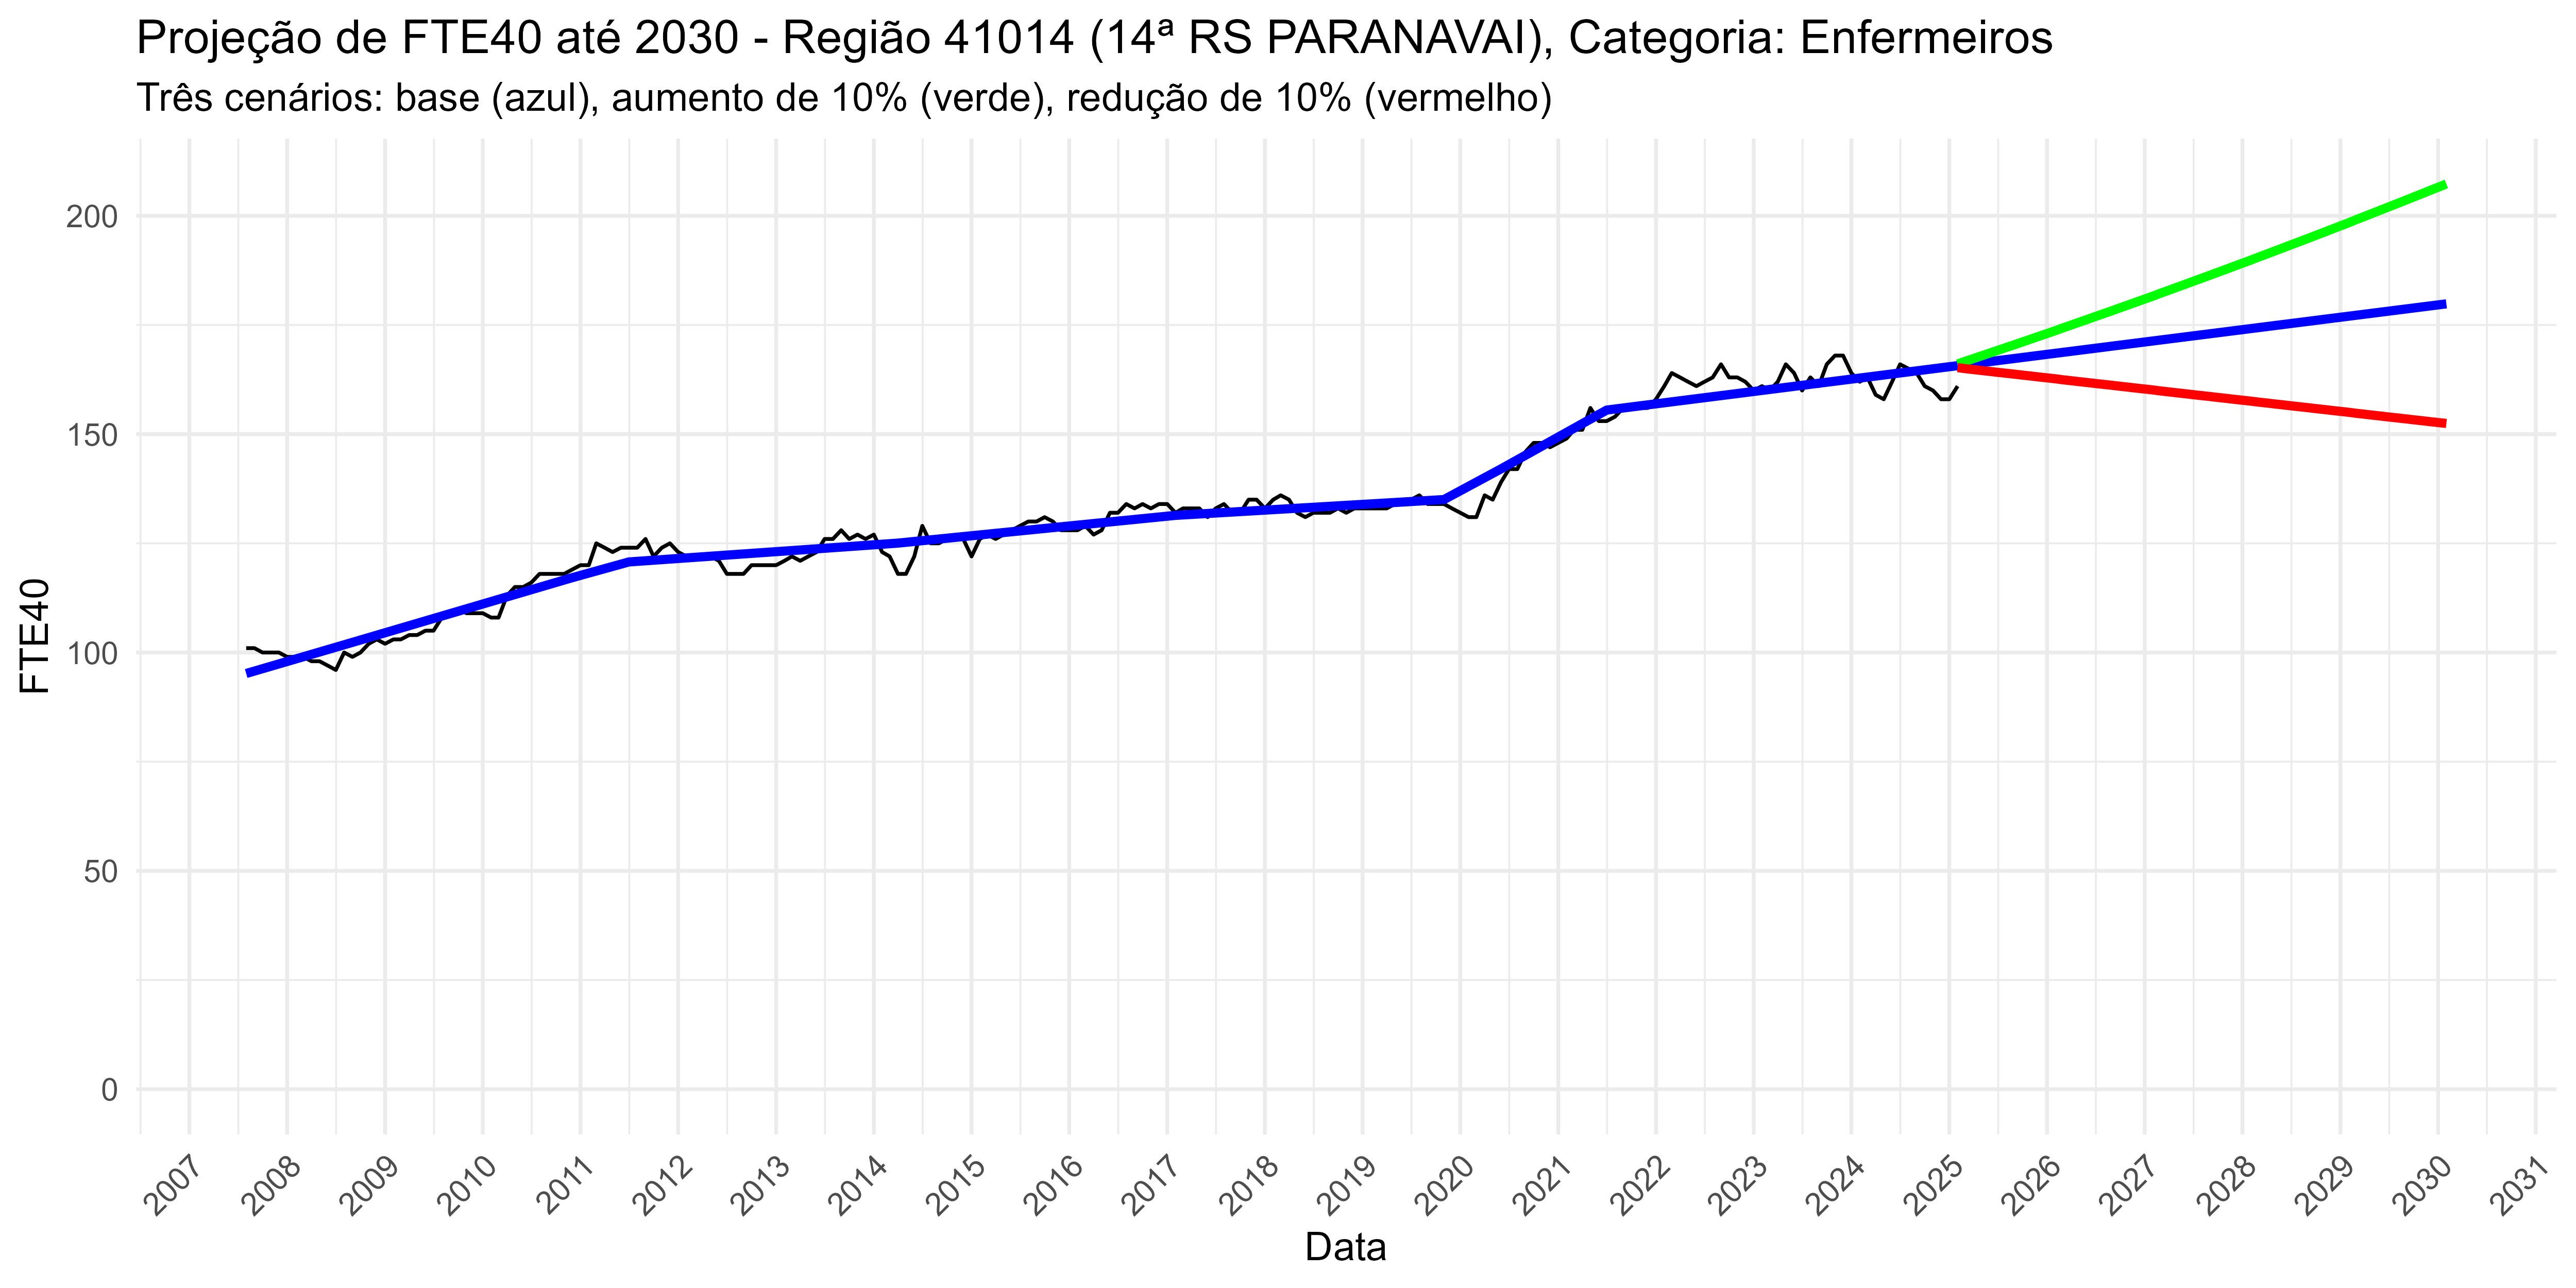 Projeção de FTE40 até 2030 - Região 41014 (14ª RS PARANAVAI), Categoria: Enfermeiros
Três cenários: base (azul), aumento de 10% (verde), redução de 10% (vermelho)
FTE40
200
150
100
50
0
2007 2008 2009 2010 2011 2012 2013 2014 2015 2016 2017 2018 2019 2020 2021 2022 2023 2024 2025 2026 2027 2028 2029 2030 2031
Data